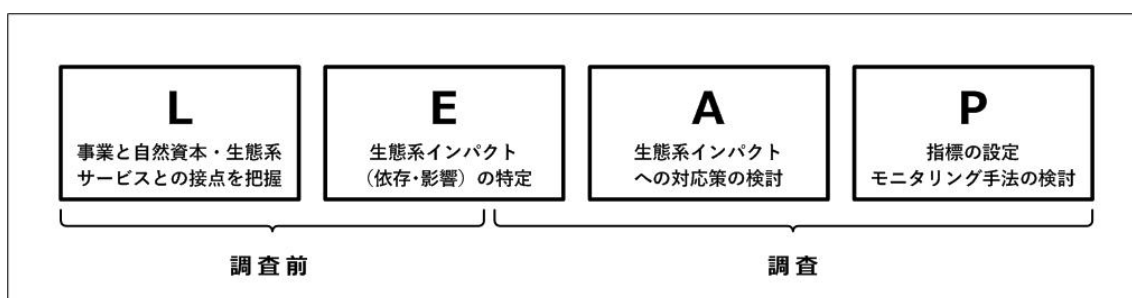 L
事業と自然資本・生態系
サービスとの接点を把握
E
生態系インパクト
（依存・影響）の特定
A
生態系インパクト
への対応策の検討
P
指標の設定
モニタリング手法の検討
調査前
調査